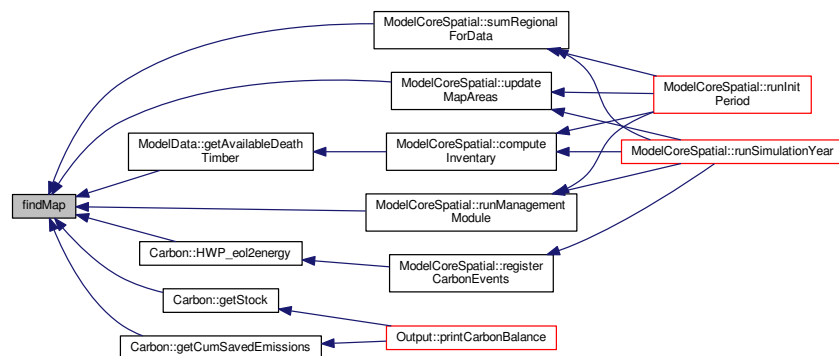 ModelCoreSpatial::sumRegional
ForData
ModelCoreSpatial::update
MapAreas
ModelCoreSpatial::runInit
Period
ModelData::getAvailableDeath
Timber
ModelCoreSpatial::compute
Inventory
ModelCoreSpatial::runSimulationYear
findMap
ModelCoreSpatial::runManagement
Module
Carbon::HWP_eol2energy
ModelCoreSpatial::register
CarbonEvents
Carbon::getStock
Output::printCarbonBalance
Carbon::getCumSavedEmissions